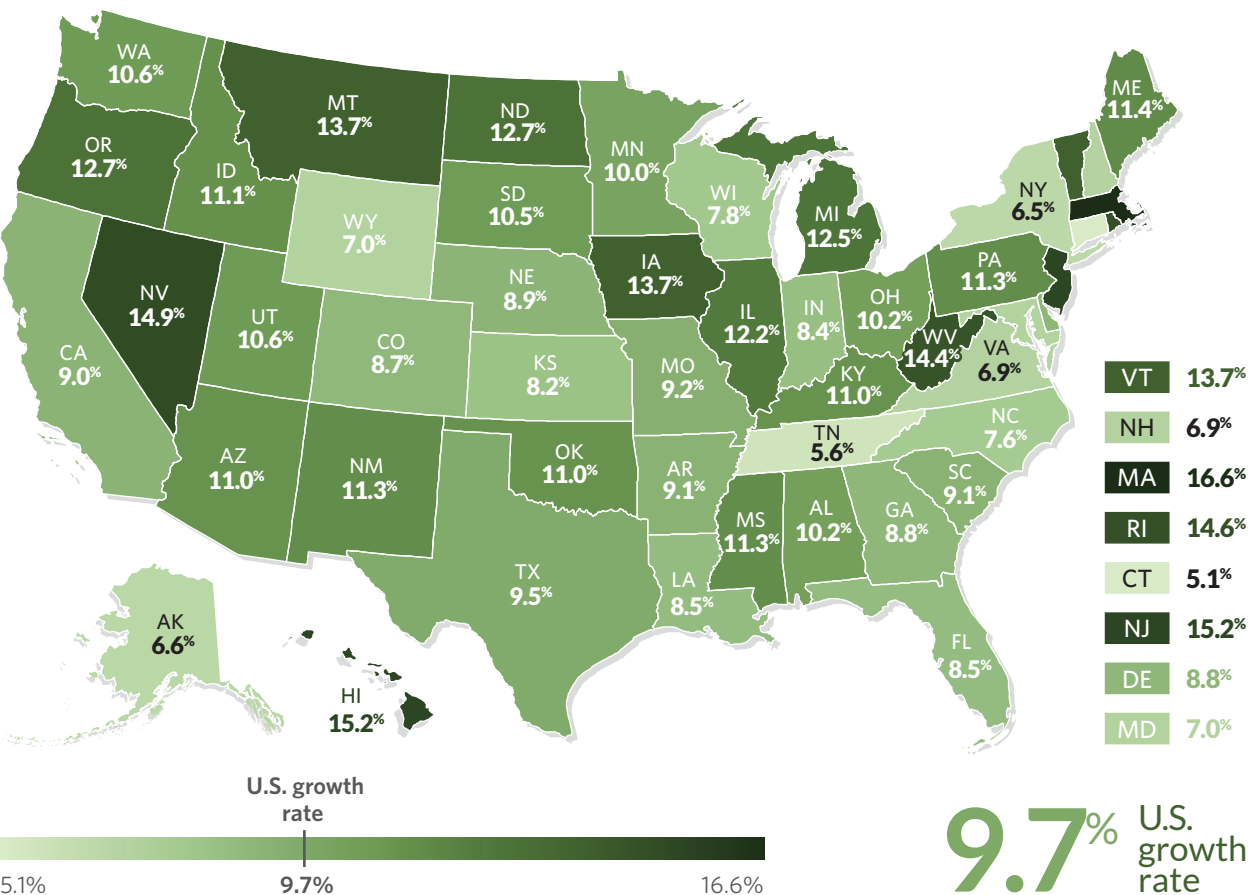 WA
10.6%
OR
12.7%
ID
11.1%
MT
13.7%
ND
12.7%
MN
10.0%
SD
10.5%
WY
7.0%
WI
7.8%
MI
12.5%
NY
6.5%
ME
11.4%
NV
14.9%
UT
10.6%
CO
8.7%
NE
8.9%
IA
13.7%
IL
12.2%
IN
8.4%
OH
10.2%
PA
11.3%
CA
9.0%
KS
8.2%
MO
9.2%
KY
11.0%
WV
14.4%
VA
6.9%
AZ
11.0%
NM
11.3%
OK
11.0%
AR
9.1%
TN
5.6%
NC
7.6%
SC
9.1%
TX
9.5%
LA
8.5%
MS
11.3%
AL
10.2%
GA
8.8%
FL
8.5%
AK
6.6%
HI
15.2%
VT 13.7%
NH 6.9%
MA 16.6%
RI 14.6%
CT 5.1%
NJ 15.2%
DE 8.8%
MD 7.0%
U.S. growth
rate
5.1% 9.7% 16.6%
9.7%
U.S.
growth
rate